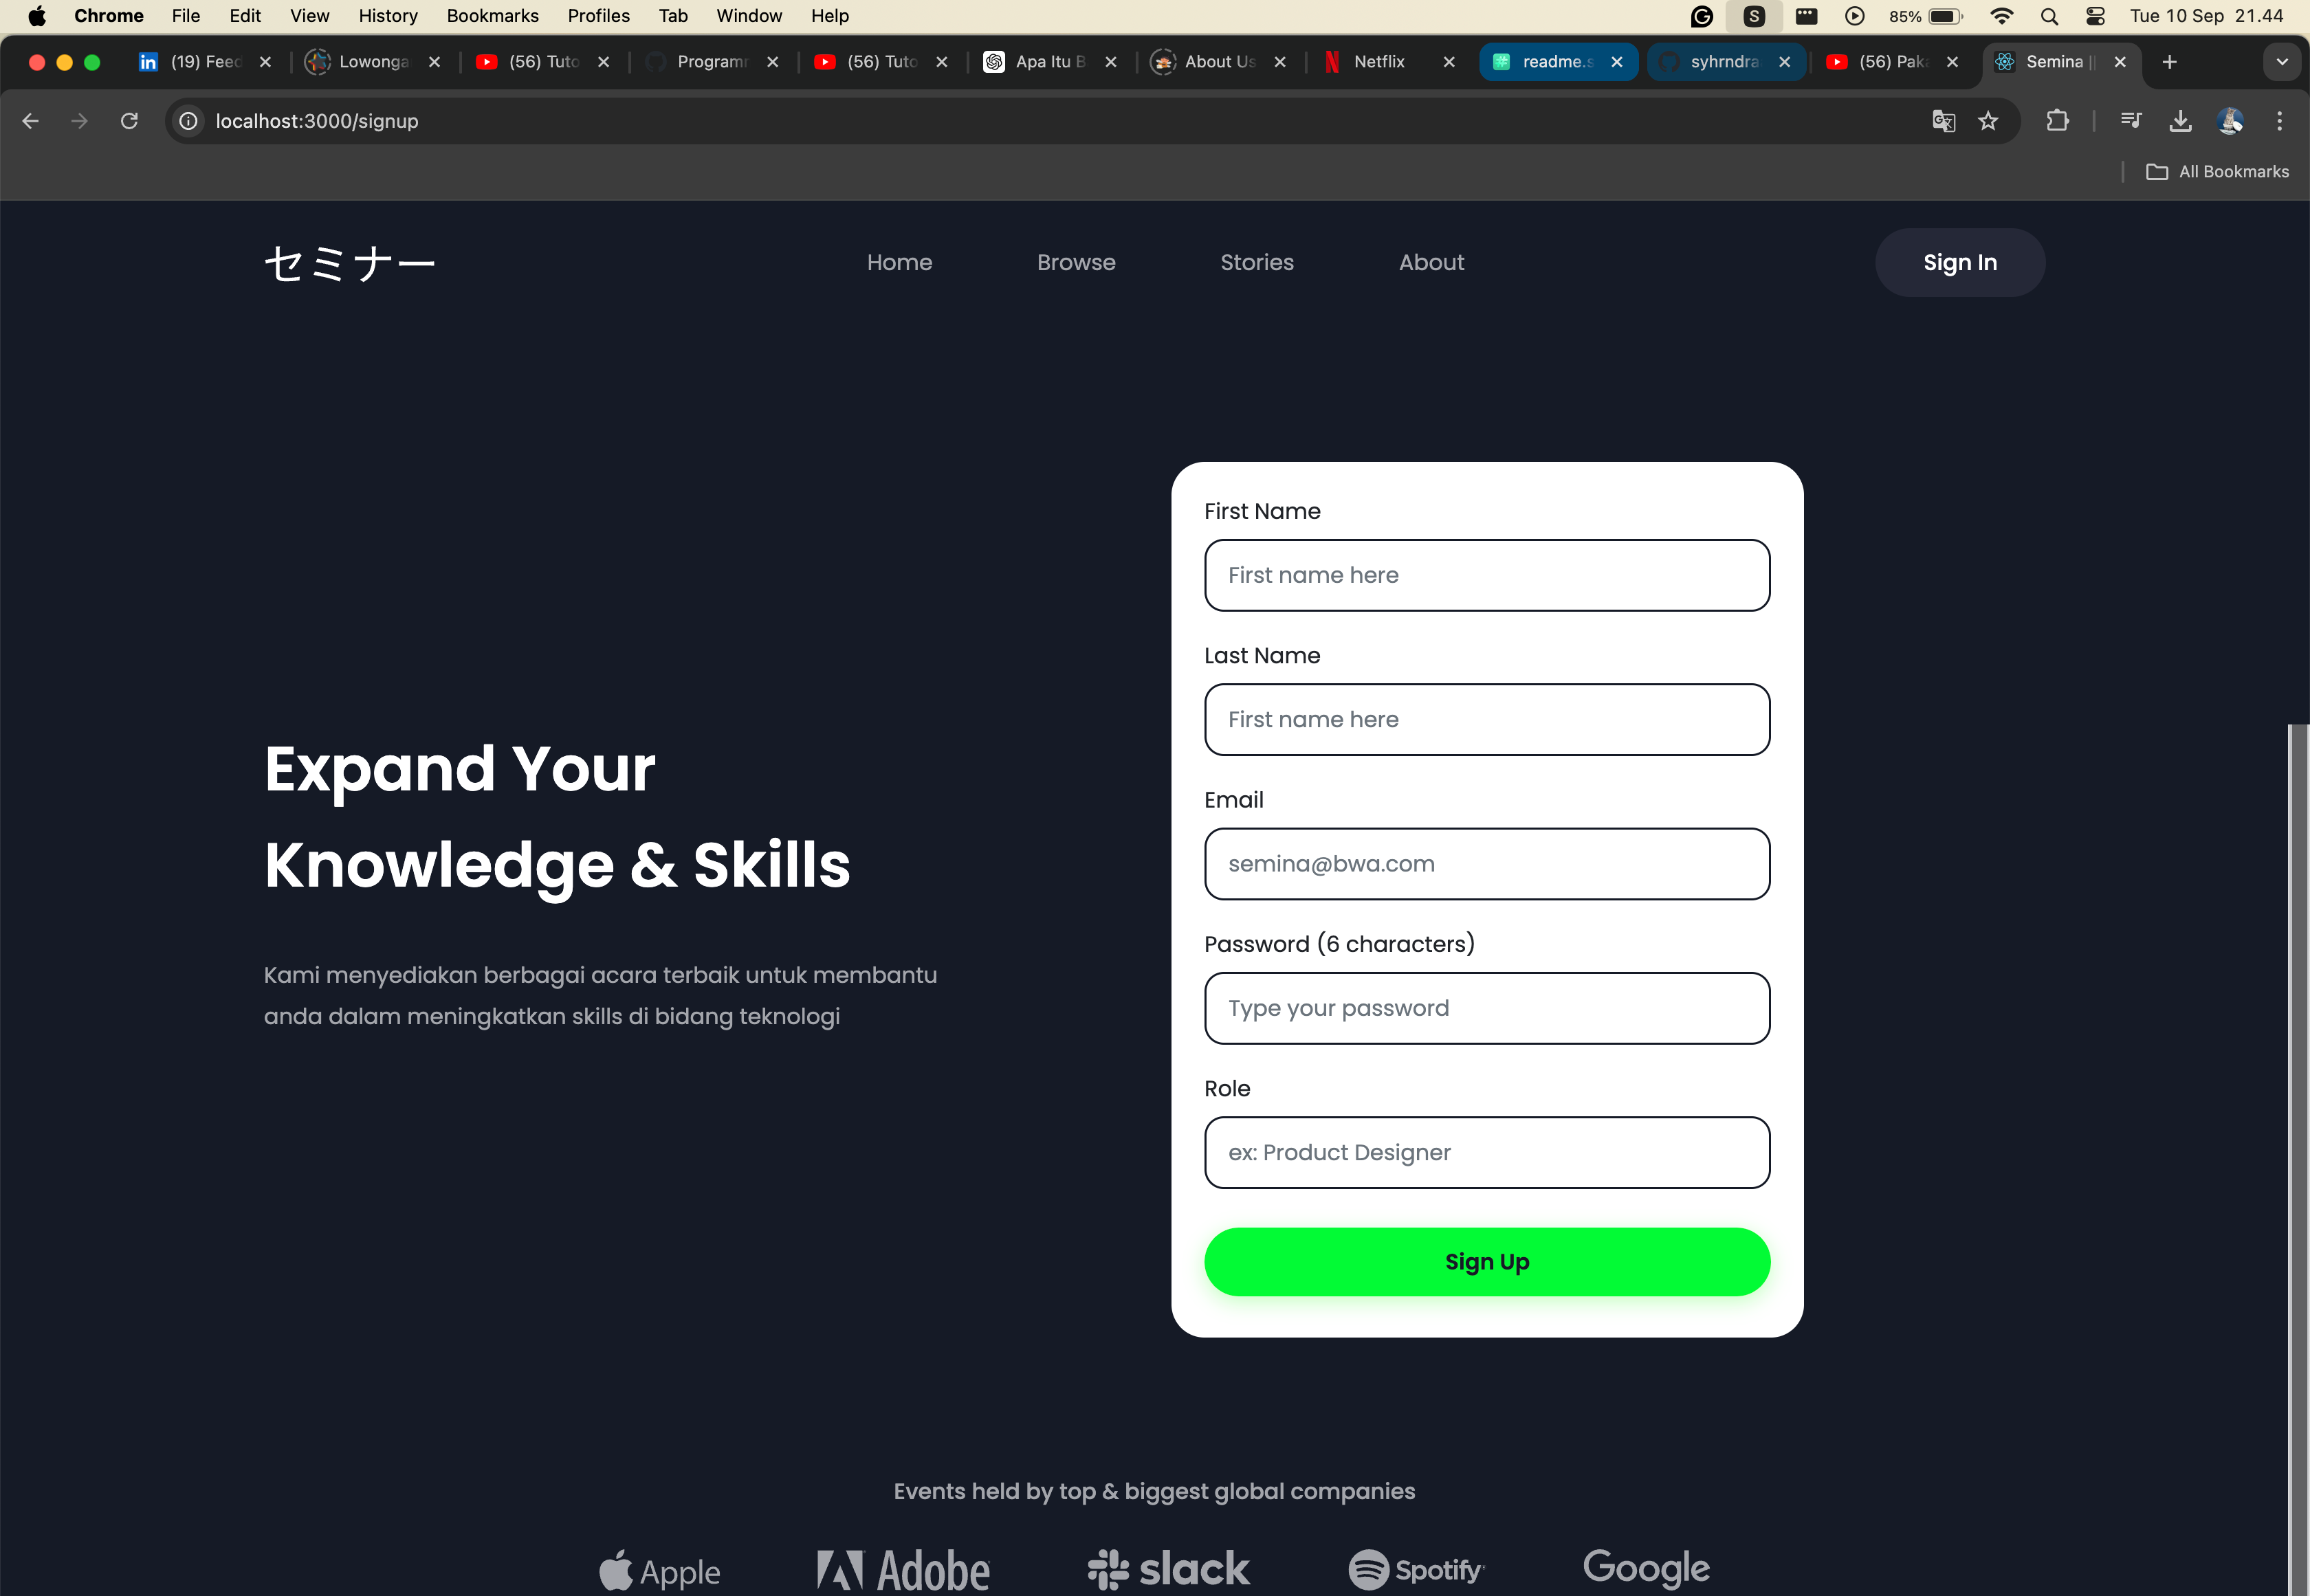 Chrome File Edit View History Bookmarks Profiles Tab Window Help 85% Tue 10 Sep 21.44
(19) Feed Lowonga (56) Tuto Programm (56) Tuto Apa Itu B About Us Netflix readme.s syhrndra (56) Paka Semina ||
localhost:3000/signup
All Bookmarks
セミナー Home Browse Stories About Sign In
First Name
First name here
Last Name
First name here
Email
semina@bwa.com
Password (6 characters)
Type your password
Role
ex: Product Designer
Sign Up
Expand Your
Knowledge & Skills
Kami menyediakan berbagai acara terbaik untuk membantu
anda dalam meningkatkan skills di bidang teknologi
Events held by top & biggest global companies
Apple Adobe slack Spotify Google